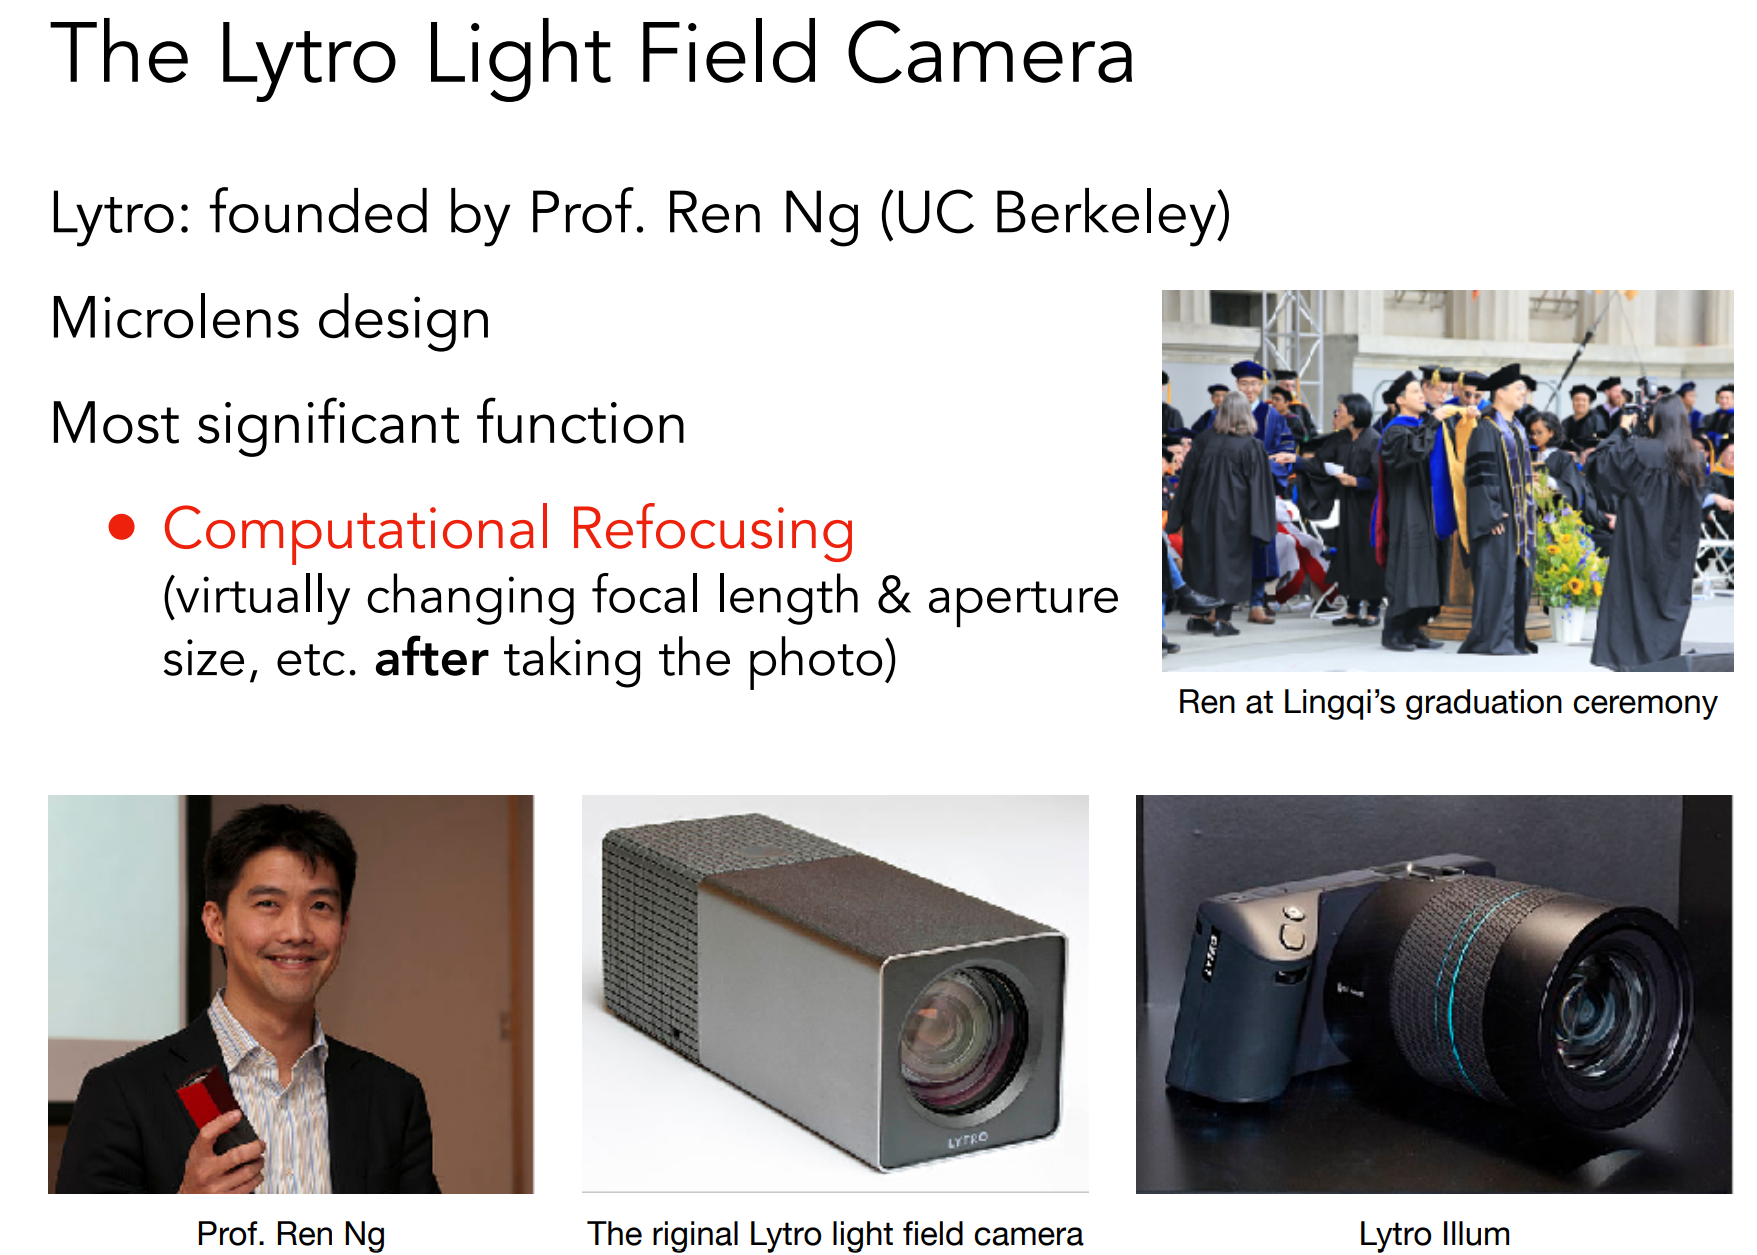 The Lytro Light Field Camera
Lytro: founded by Prof. Ren Ng (UC Berkeley)
Microlens design
Most significant function
• Computational Refocusing
(virtually changing focal length & aperture
size, etc. after taking the photo)
Ren at Lingqi’s graduation ceremony
LYTRO
LYTRO
Prof. Ren Ng
The riginal Lytro light field camera
Lytro Illum